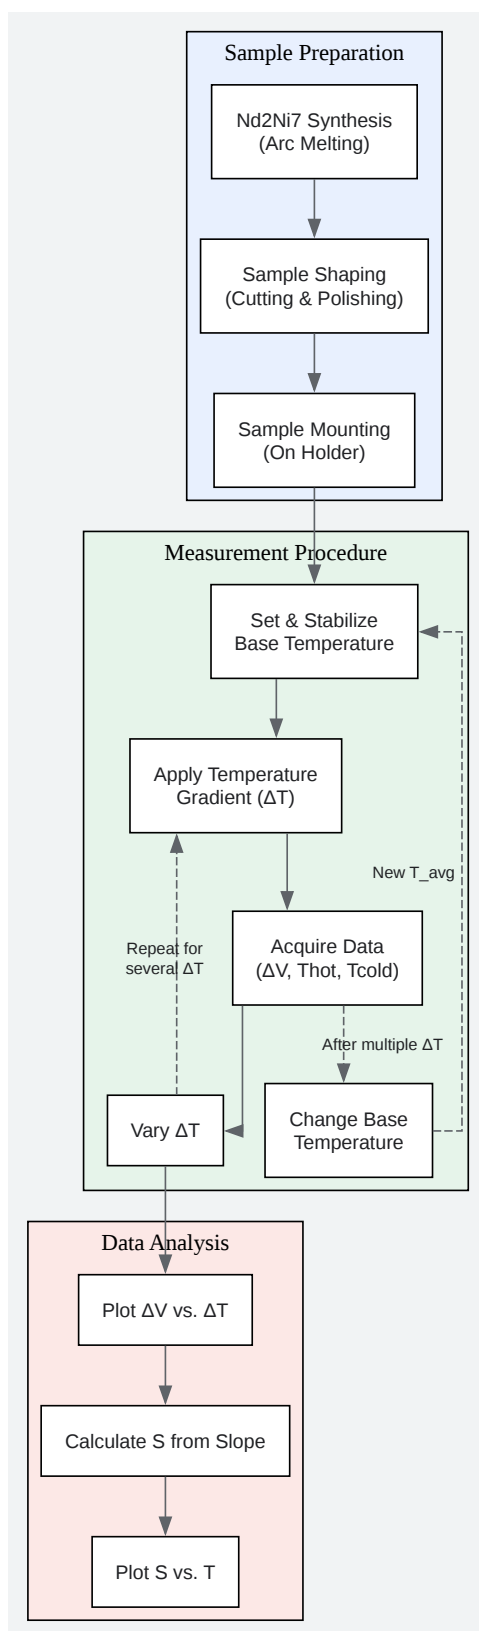 Sample Preparation
Nd2Ni7 Synthesis
(Arc Melting)
Sample Shaping
(Cutting & Polishing)
Sample Mounting
(On Holder)
Measurement Procedure
Set & Stabilize
Base Temperature
Apply Temperature
Gradient (ΔT)
New T_avg
Acquire Data
(ΔV, Thot, Tcold)
Repeat for
several ΔT
After multiple ΔT
Vary ΔT
Change Base
Temperature
Data Analysis
Plot ΔV vs. ΔT
Calculate S from Slope
Plot S vs. T